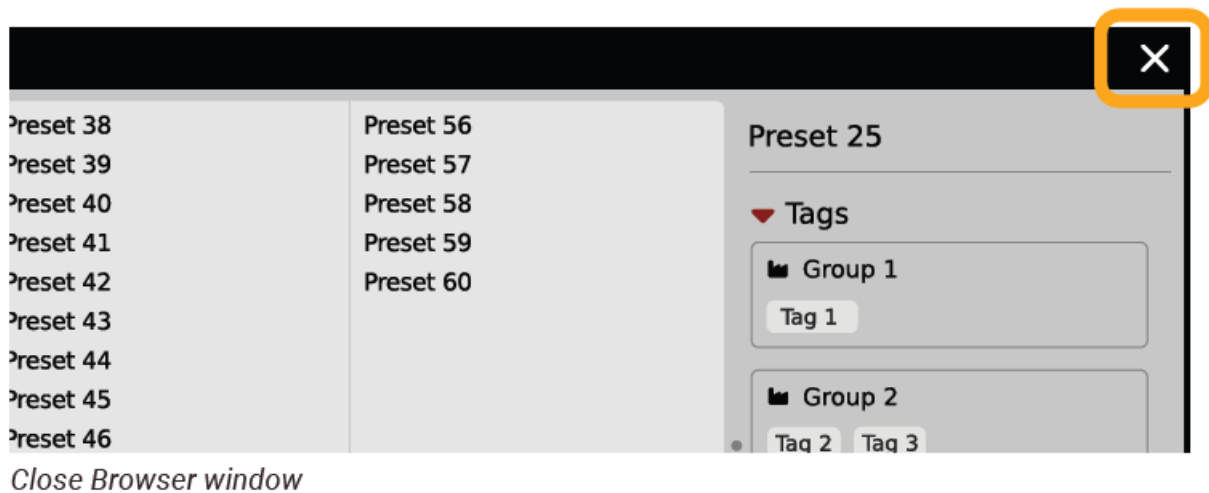 Preset 38
Preset 39
Preset 40
Preset 41
Preset 42
Preset 43
Preset 44
Preset 45
Preset 46
Preset 56
Preset 57
Preset 58
Preset 59
Preset 60
Preset 25
Tags
Group 1
Tag 1
Group 2
Tag 2 Tag 3
Close Browser window